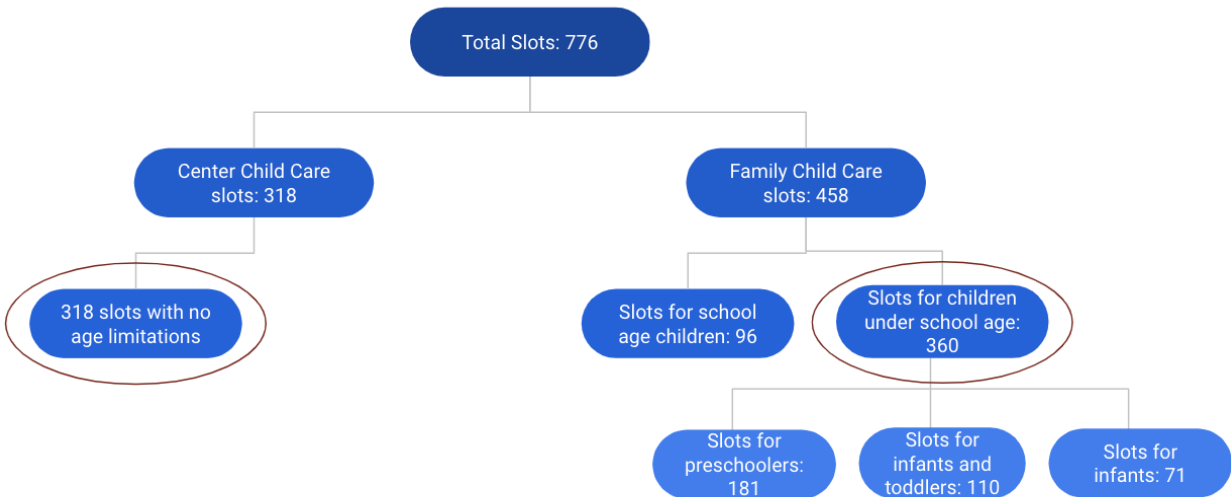 Total Slots: 776
Center Child Care
slots: 318
Family Child Care
slots: 458
318 slots with no
age limitations
Slots for school
age children: 96
Slots for children
under school age:
360
Slots for
preschoolers:
181
Slots for
infants and
toddlers: 110
Slots for
infants: 71